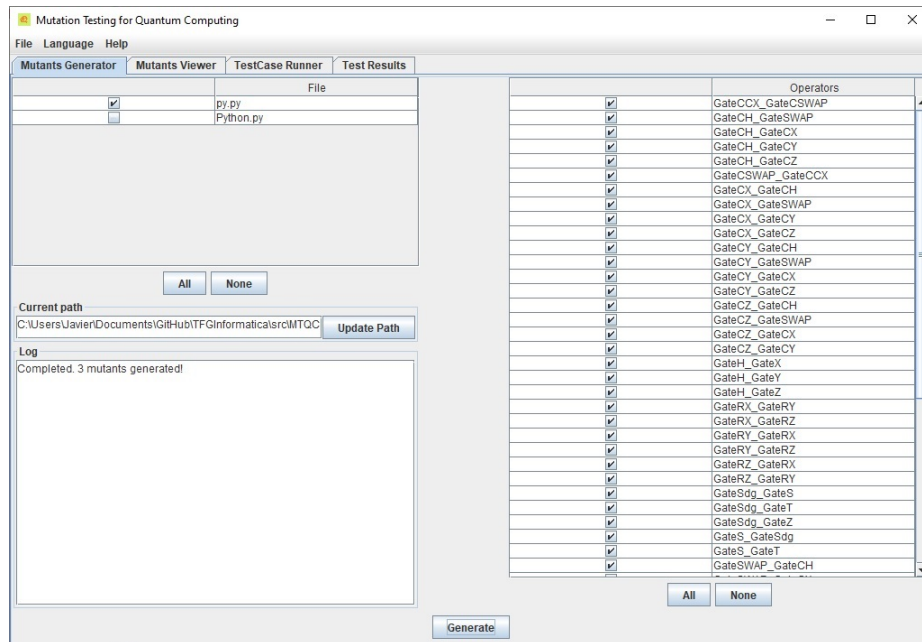 Mutation Testing for Quantum Computing
File Language Help
Mutants Generator Mutants Viewer TestCase Runner Test Results
File
py.py
Python.py
All None
Current path
C:\Users\Javier\Documents\GitHub\TFGInformatica\src\MTQC Update Path
Log
Completed. 3 mutants generated!
Operators
GateCCX_GateCSWAP
GateCH_GateSWAP
GateCH_GateCX
GateCH_GateCY
GateCH_GateCZ
GateCSWAP_GateCCX
GateCX_GateCH
GateCX_GateSWAP
GateCX_GateCY
GateCX_GateCZ
GateCY_GateCH
GateCY_GateSWAP
GateCY_GateCX
GateCY_GateCZ
GateCZ_GateCH
GateCZ_GateSWAP
GateCZ_GateCX
GateCZ_GateCY
GateH_GateX
GateH_GateY
GateH_GateZ
GateRX_GateRY
GateRX_GateRZ
GateRY_GateRX
GateRY_GateRZ
GateRZ_GateRX
GateRZ_GateRY
GateSdg_GateS
GateSdg_GateT
GateSdg_GateZ
GateS_GateSdg
GateS_GateT
GateSWAP_GateCH
All None
Generate